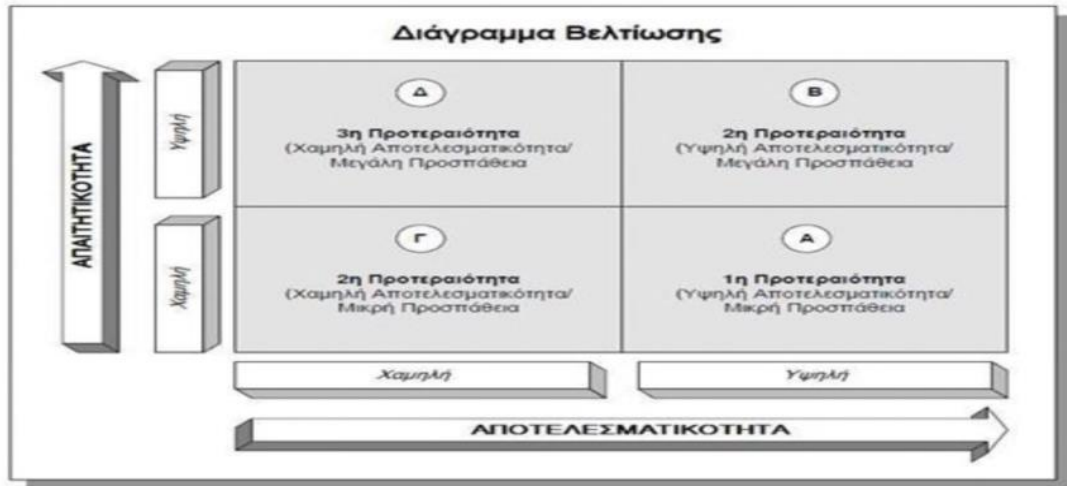 Διάγραμμα Βελτίωσης
ΑΠΑΙΤΗΤΙΚΟΤΗΤΑ
Υψηλή
Δ
3η Προτεραιότητα
(Χαμηλή Αποτελεσματικότητα/
Μεγάλη Προσπάθεια
Β
2η Προτεραιότητα
(Υψηλή Αποτελεσματικότητα/
Μεγάλη Προσπάθεια
Χαμηλή
Γ
2η Προτεραιότητα
(Χαμηλή Αποτελεσματικότητα/
Μικρή Προσπάθεια
Α
1η Προτεραιότητα
(Υψηλή Αποτελεσματικότητα/
Μικρή Προσπάθεια
Χαμηλή
Υψηλή
ΑΠΟΤΕΛΕΣΜΑΤΙΚΟΤΗΤΑ